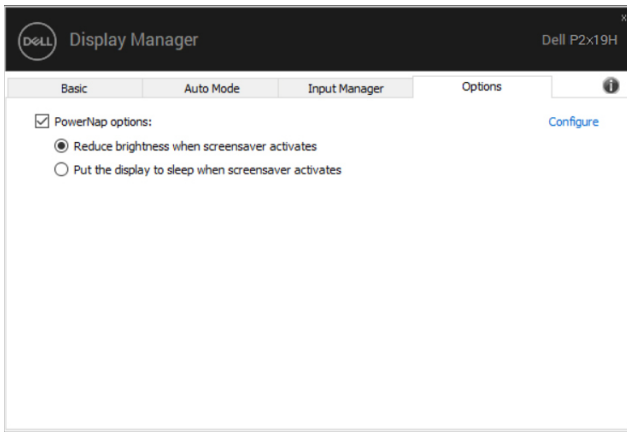 x
DELL Display Manager
Dell P2x19H
Basic Auto Mode Input Manager Options
PowerNap options: Configure
Reduce brightness when screensaver activates
Put the display to sleep when screensaver activates